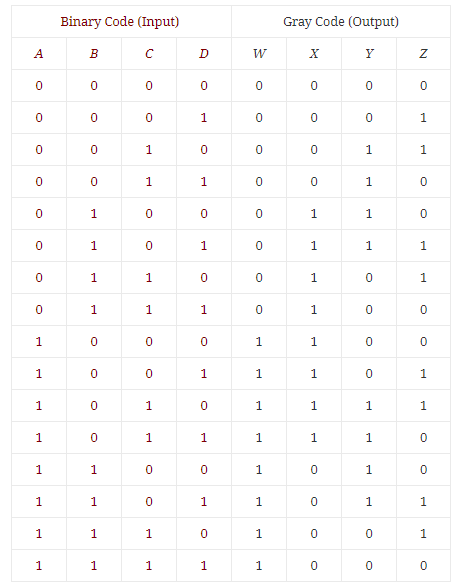 Binary Code (Input) Gray Code (Output)
A B C D W X Y Z
0 0 0 0 0 0 0 0
0 0 0 1 0 0 0 1
0 0 1 0 0 0 1 1
0 0 1 1 0 0 1 0
0 1 0 0 0 1 1 0
0 1 0 1 0 1 1 1
0 1 1 0 0 1 0 1
0 1 1 1 0 1 0 0
1 0 0 0 1 1 0 0
1 0 0 1 1 1 0 1
1 0 1 0 1 1 1 1
1 0 1 1 1 1 1 0
1 1 0 0 1 0 1 0
1 1 0 1 1 0 1 1
1 1 1 0 1 0 0 1
1 1 1 1 1 0 0 0